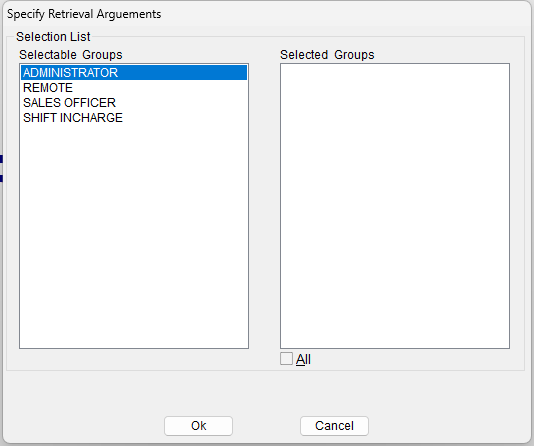 Specify Retrieval Arguements
Selection List
Selectable Groups
Selected Groups
ADMINISTRATOR
REMOTE
SALES OFFICER
SHIFT INCHARGE
All
Ok
Cancel